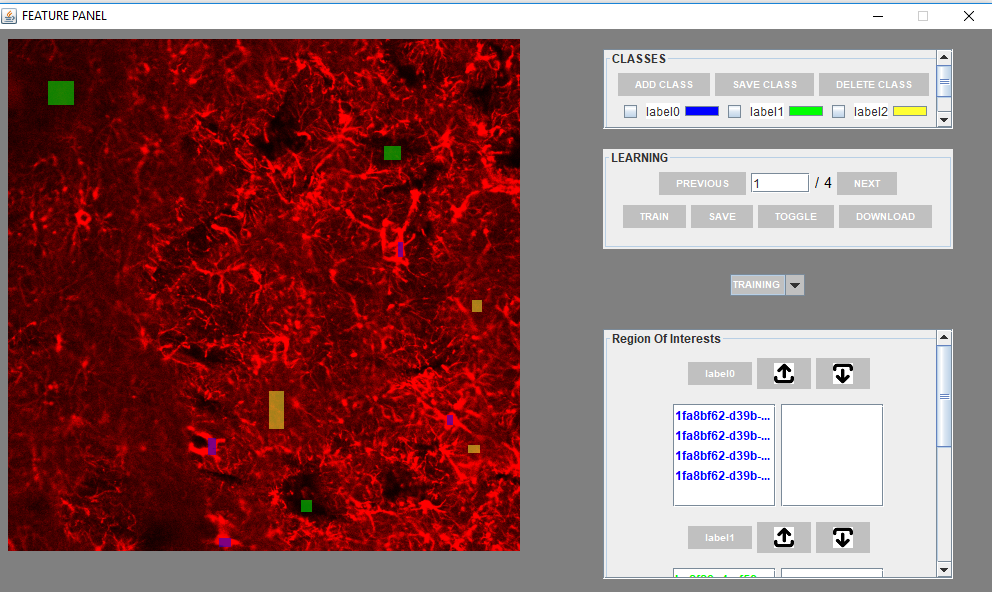 FEATURE PANEL
CLASSES
ADD CLASS SAVE CLASS DELETE CLASS
label0 label1 label2
LEARNING
PREVIOUS 1 / 4 NEXT
TRAIN SAVE TOGGLE DOWNLOAD
TRAINING
Region Of Interests
label0
1fa8bf62-d39b-...
1fa8bf62-d39b-...
1fa8bf62-d39b-...
1fa8bf62-d39b-...
label1